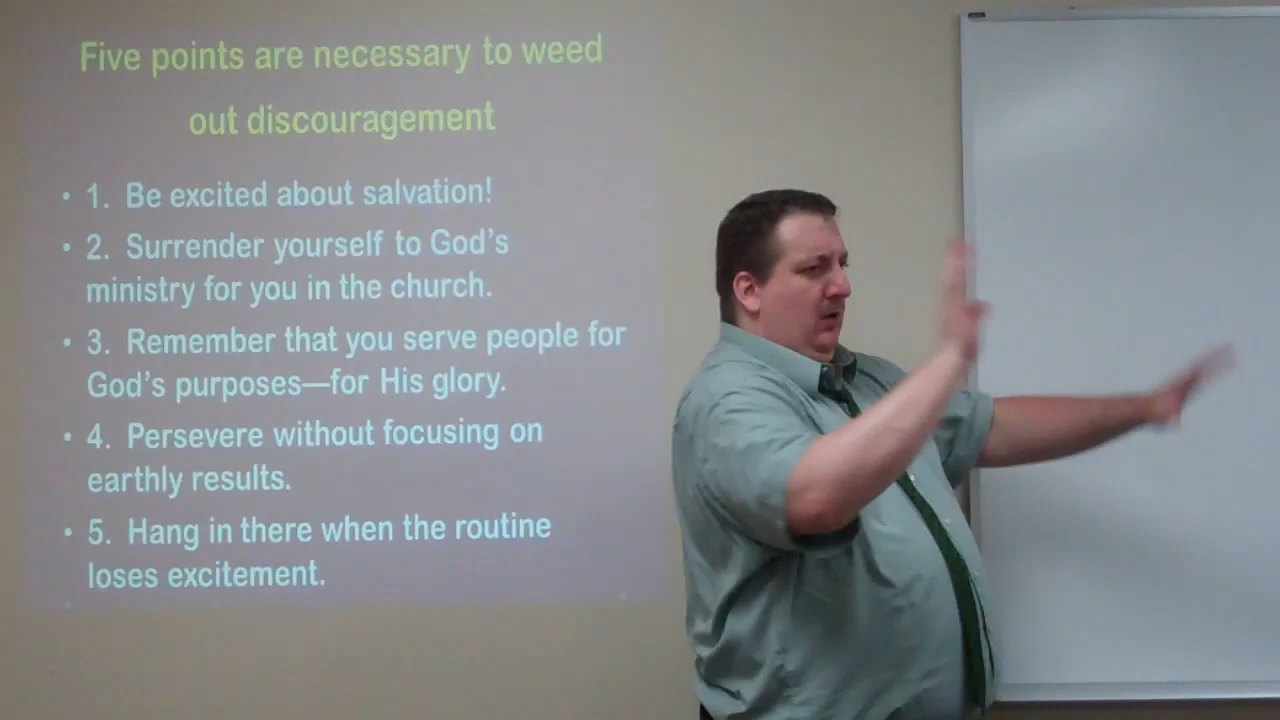 Five points are necessary to weed
out discouragement
• 1. Be excited about salvation!
• 2. Surrender yourself to God's
ministry for you in the church.
• 3. Remember that you serve people for
God's purposes—for His glory.
• 4. Persevere without focusing on
earthly results.
• 5. Hang in there when the routine
loses excitement.